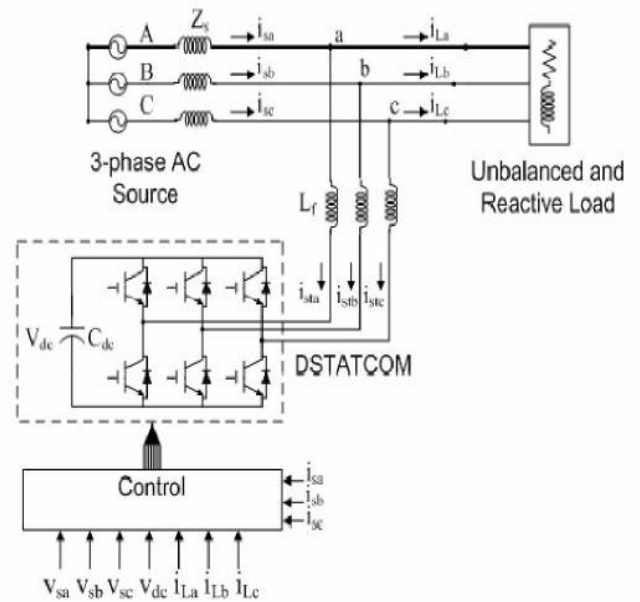 A Z_s i_sa a i_La
B i_sb b i_Lb
C i_sc c i_Lc
3-phase AC
Source
Unbalanced and
Reactive Load
L_f
i_sta i_stb i_stc
V_dc C_dc
DSTATCOM
Control
i_sa
i_sb
i_sc
v_sa v_sb v_sc v_dc i_La i_Lb i_Lc